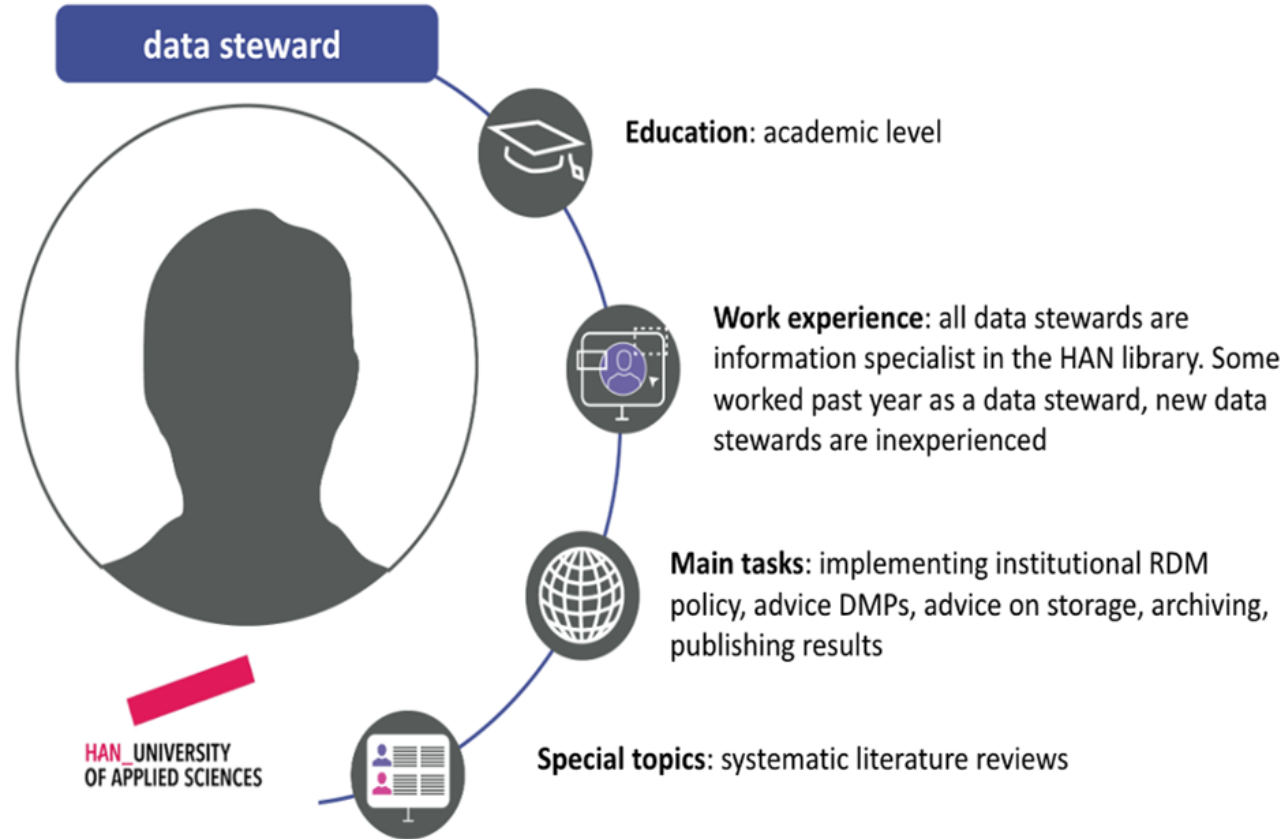 data steward
Education: academic level
Work experience: all data stewards are
information specialist in the HAN library. Some
worked past year as a data steward, new data
stewards are inexperienced
Main tasks: implementing institutional RDM
policy, advice DMPs, advice on storage, archiving,
publishing results
HAN_UNIVERSITY
OF APPLIED SCIENCES
Special topics: systematic literature reviews